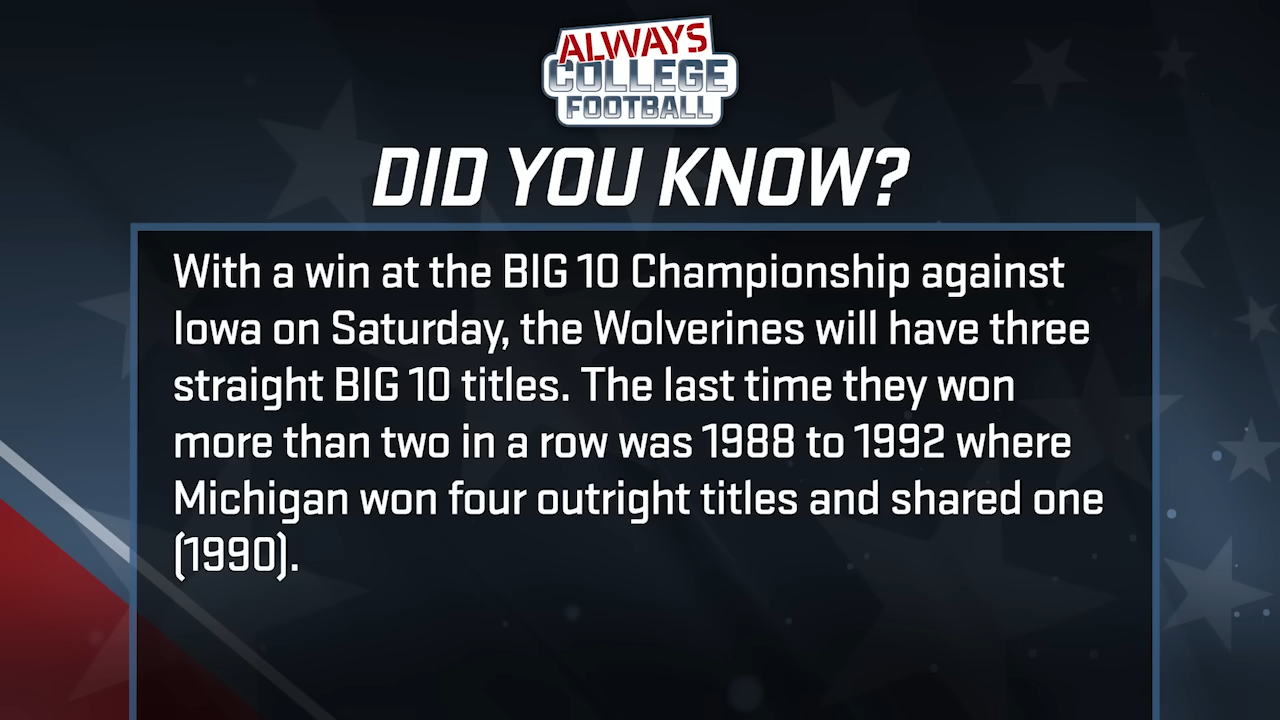 ALWAYS
COLLEGE
FOOTBALL
DID YOU KNOW?
With a win at the BIG 10 Championship against
Iowa on Saturday, the Wolverines will have three
straight BIG 10 titles. The last time they won
more than two in a row was 1988 to 1992 where
Michigan won four outright titles and shared one
(1990).